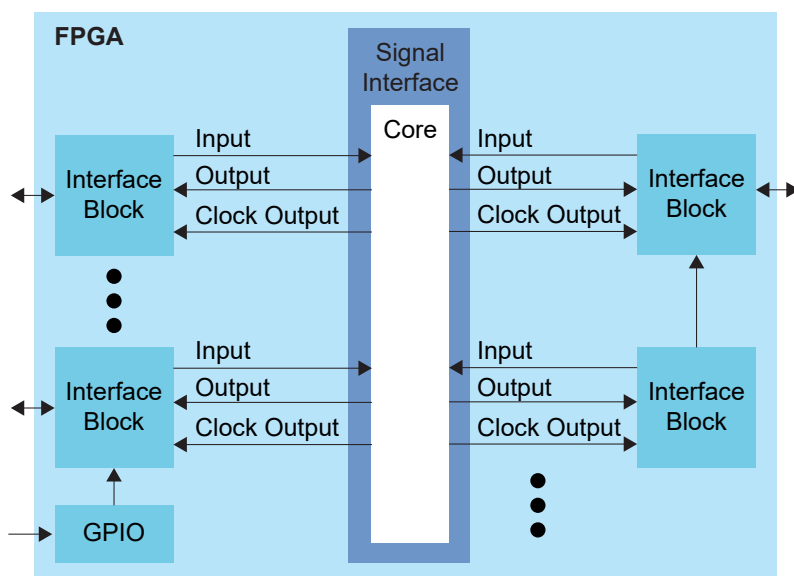 FPGA
Signal
Interface
Core
Input
Output
Clock Output
Interface
Block
Input
Output
Clock Output
Interface
Block
Input
Output
Clock Output
Interface
Block
Input
Output
Clock Output
Interface
Block
GPIO